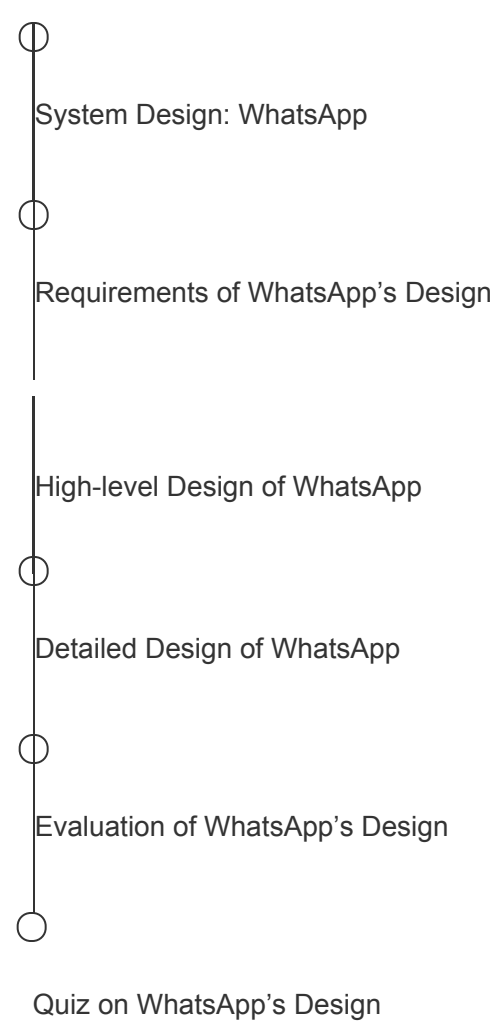 System Design: WhatsApp
Requirements of WhatsApp’s Design
High-level Design of WhatsApp
Detailed Design of WhatsApp
Evaluation of WhatsApp’s Design
Quiz on WhatsApp’s Design